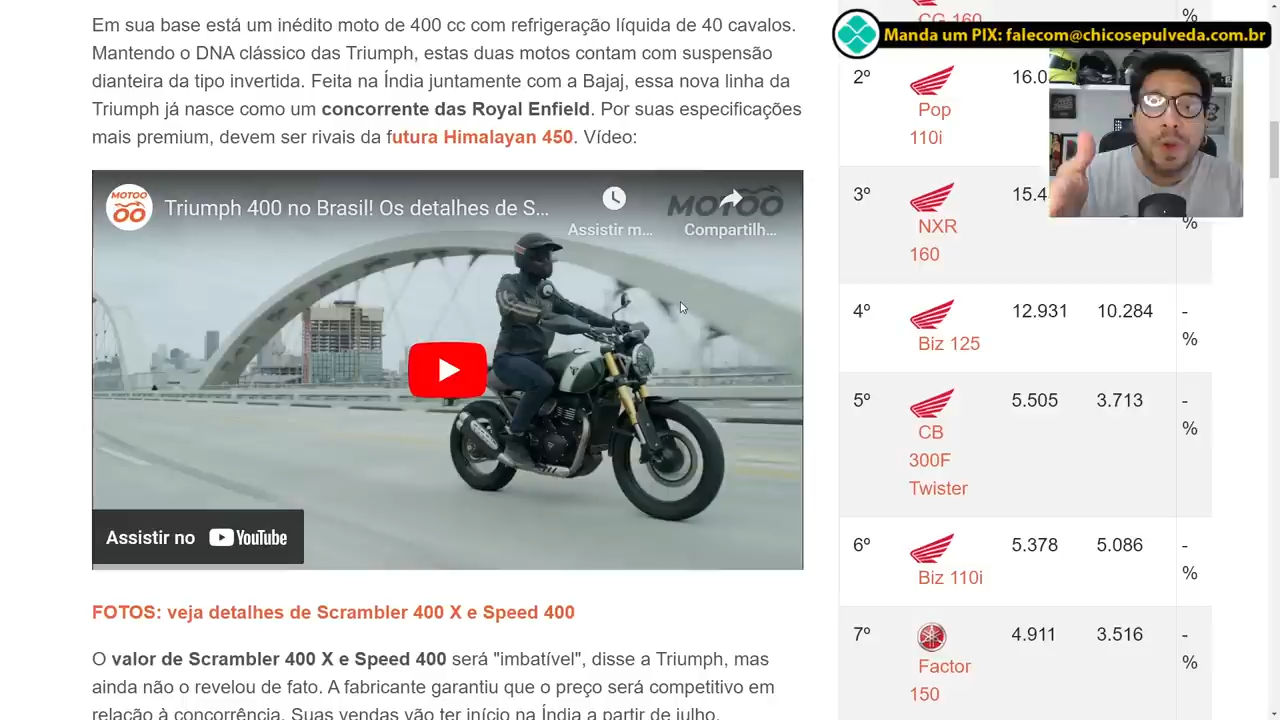 Em sua base está um inédito moto de 400 cc com refrigeração líquida de 40 cavalos.
Mantendo o DNA clássico das Triumph, estas duas motos contam com suspensão
dianteira da tipo invertida. Feita na Índia juntamente com a Bajaj, essa nova linha da
Triumph já nasce como um concorrente das Royal Enfield. Por suas especificações
mais premium, devem ser rivais da futura Himalayan 450. Vídeo:
MOTOO
Triumph 400 no Brasil! Os detalhes de S...
Assistir m...
MOTOO
Compartilh...
Assistir no YouTube
FOTOS: veja detalhes de Scrambler 400 X e Speed 400
O valor de Scrambler 400 X e Speed 400 será "imbatível", disse a Triumph, mas
ainda não o revelou de fato. A fabricante garantiu que o preço será competitivo em
relação à concorrência. Suas vendas vão ter início na Índia a partir de julho.
CG 160
%
Manda um PIX: falecom@chicosepulveda.com.br
2º
16.0
Pop
110i
3º
15.4
%
NXR
160
4º
12.931
10.284
-
%
Biz 125
5º
5.505
3.713
-
%
CB
300F
Twister
6º
5.378
5.086
-
%
Biz 110i
7º
4.911
3.516
-
%
Factor
150